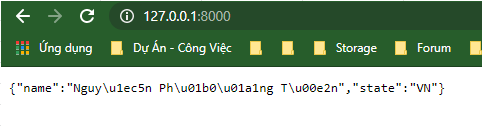 127.0.0.1:8000
Ứng dụng Dự Án - Công Việc Storage Forum
{"name":"Nguy\u1ec5n Ph\u01b0\u01a1ng T\u00e2n","state":"VN"}